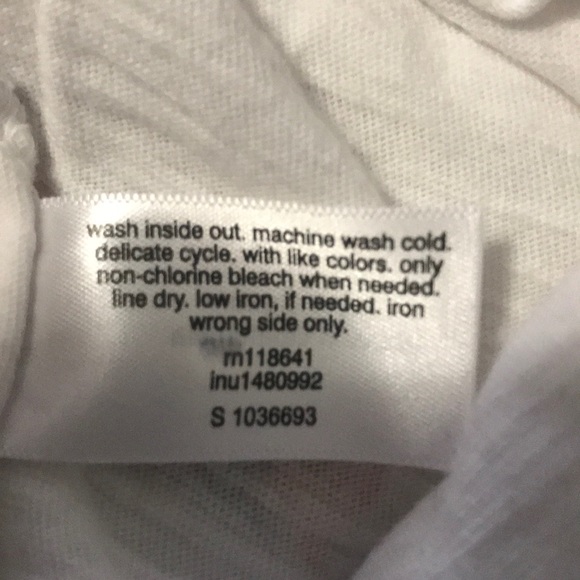 wash inside out. machine wash cold.
delicate cycle. with like colors. only
non-chlorine bleach when needed.
line dry. low iron, if needed. iron
wrong side only.
rn118641
inu1480992
S 1036693